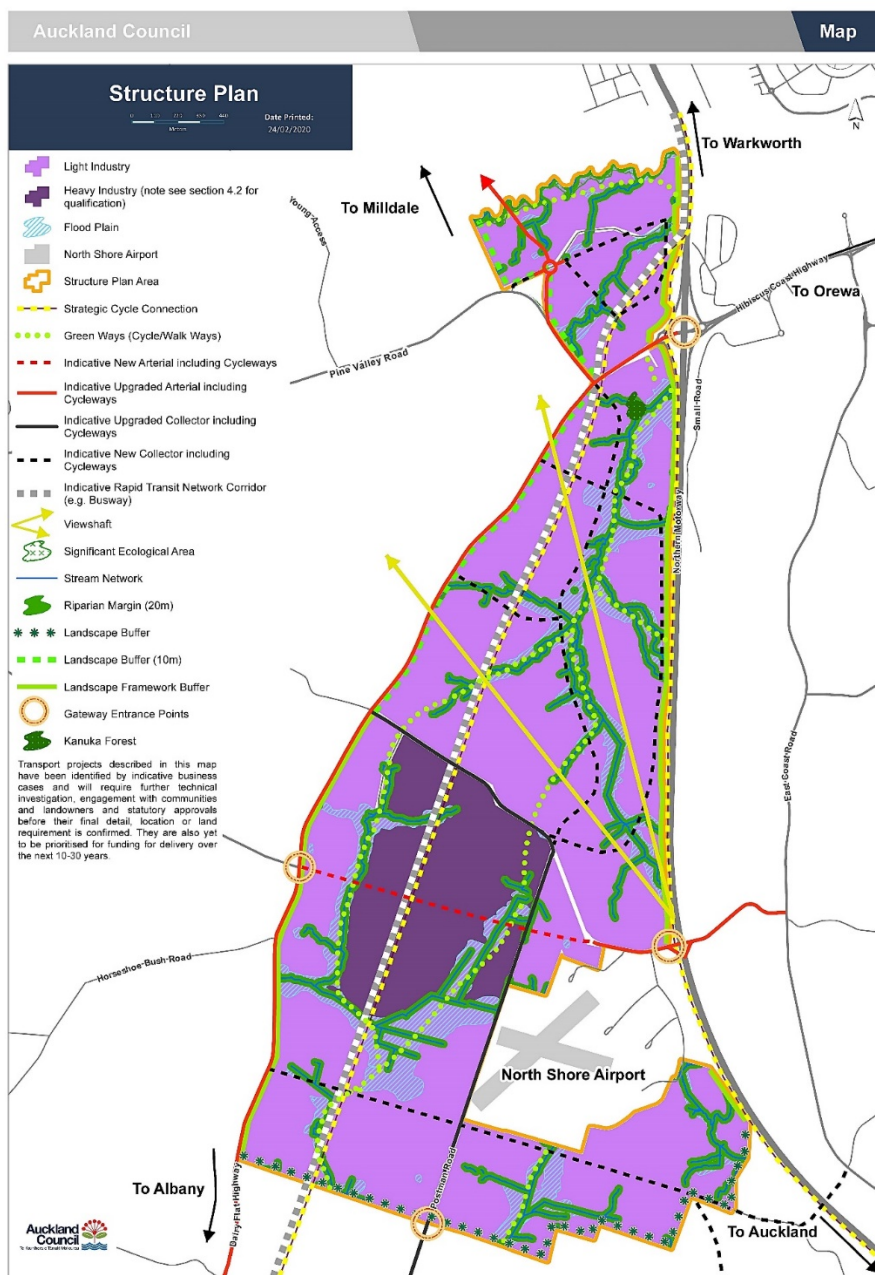 Auckland Council
Map
Structure Plan
Date Printed:
24/02/2020
Light Industry
Heavy Industry (note see section 4.2 for
qualification)
Flood Plain
North Shore Airport
Structure Plan Area
Strategic Cycle Connection
Green Ways (Cycle/Walk Ways)
Indicative New Arterial including Cycleways
Indicative Upgraded Arterial including
Cycleways
Indicative Upgraded Collector including
Cycleways
Indicative New Collector including
Cycleways
Indicative Rapid Transit Network Corridor
(e.g. Busway)
Viewshaft
Significant Ecological Area
Stream Network
Riparian Margin (20m)
Landscape Buffer
Landscape Buffer (10m)
Landscape Framework Buffer
Gateway Entrance Points
Kanuka Forest
Transport projects described in this map
have been identified by indicative business
cases and will require further technical
investigation, engagement with communities
and landowners and statutory approvals
before their final detail, location or land
requirement is confirmed. They are also yet
to be prioritised for funding for delivery over
the next 10-30 years.
N
To Warkworth
To Milldale
Young Access
Hibiscus Coast Highway
To Orewa
Pine Valley Road
Small Road
Northern Motorway
East Coast Road
Horseshoe Bush Road
North Shore Airport
Postman Road
To Albany
Dairy Flat Highway
To Auckland
Auckland
Council